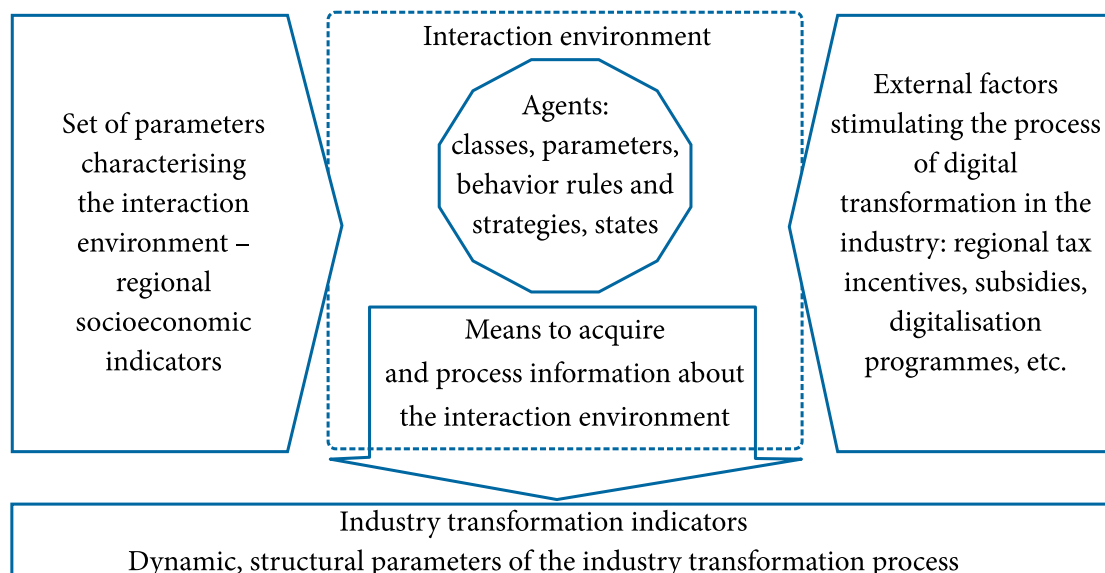 Set of parameters
characterising
the interaction
environment –
regional
socioeconomic
indicators
Interaction environment
Agents:
classes, parameters,
behavior rules and
strategies, states
Means to acquire
and process information about
the interaction environment
External factors
stimulating the process
of digital
transformation in the
industry: regional tax
incentives, subsidies,
digitalisation
programmes, etc.
Industry transformation indicators
Dynamic, structural parameters of the industry transformation process